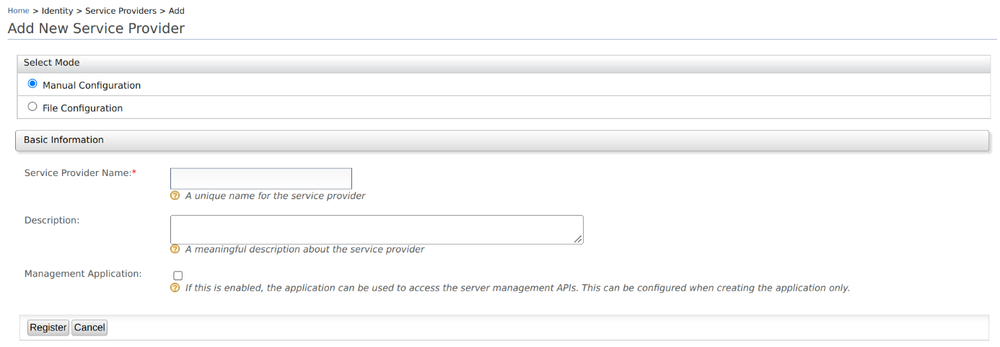 Home > Identity > Service Providers > Add
Add New Service Provider
Select Mode
Manual Configuration
File Configuration
Basic Information
Service Provider Name:*
? A unique name for the service provider
Description:
? A meaningful description about the service provider
Management Application:
? If this is enabled, the application can be used to access the server management APIs. This can be configured when creating the application only.
Register Cancel